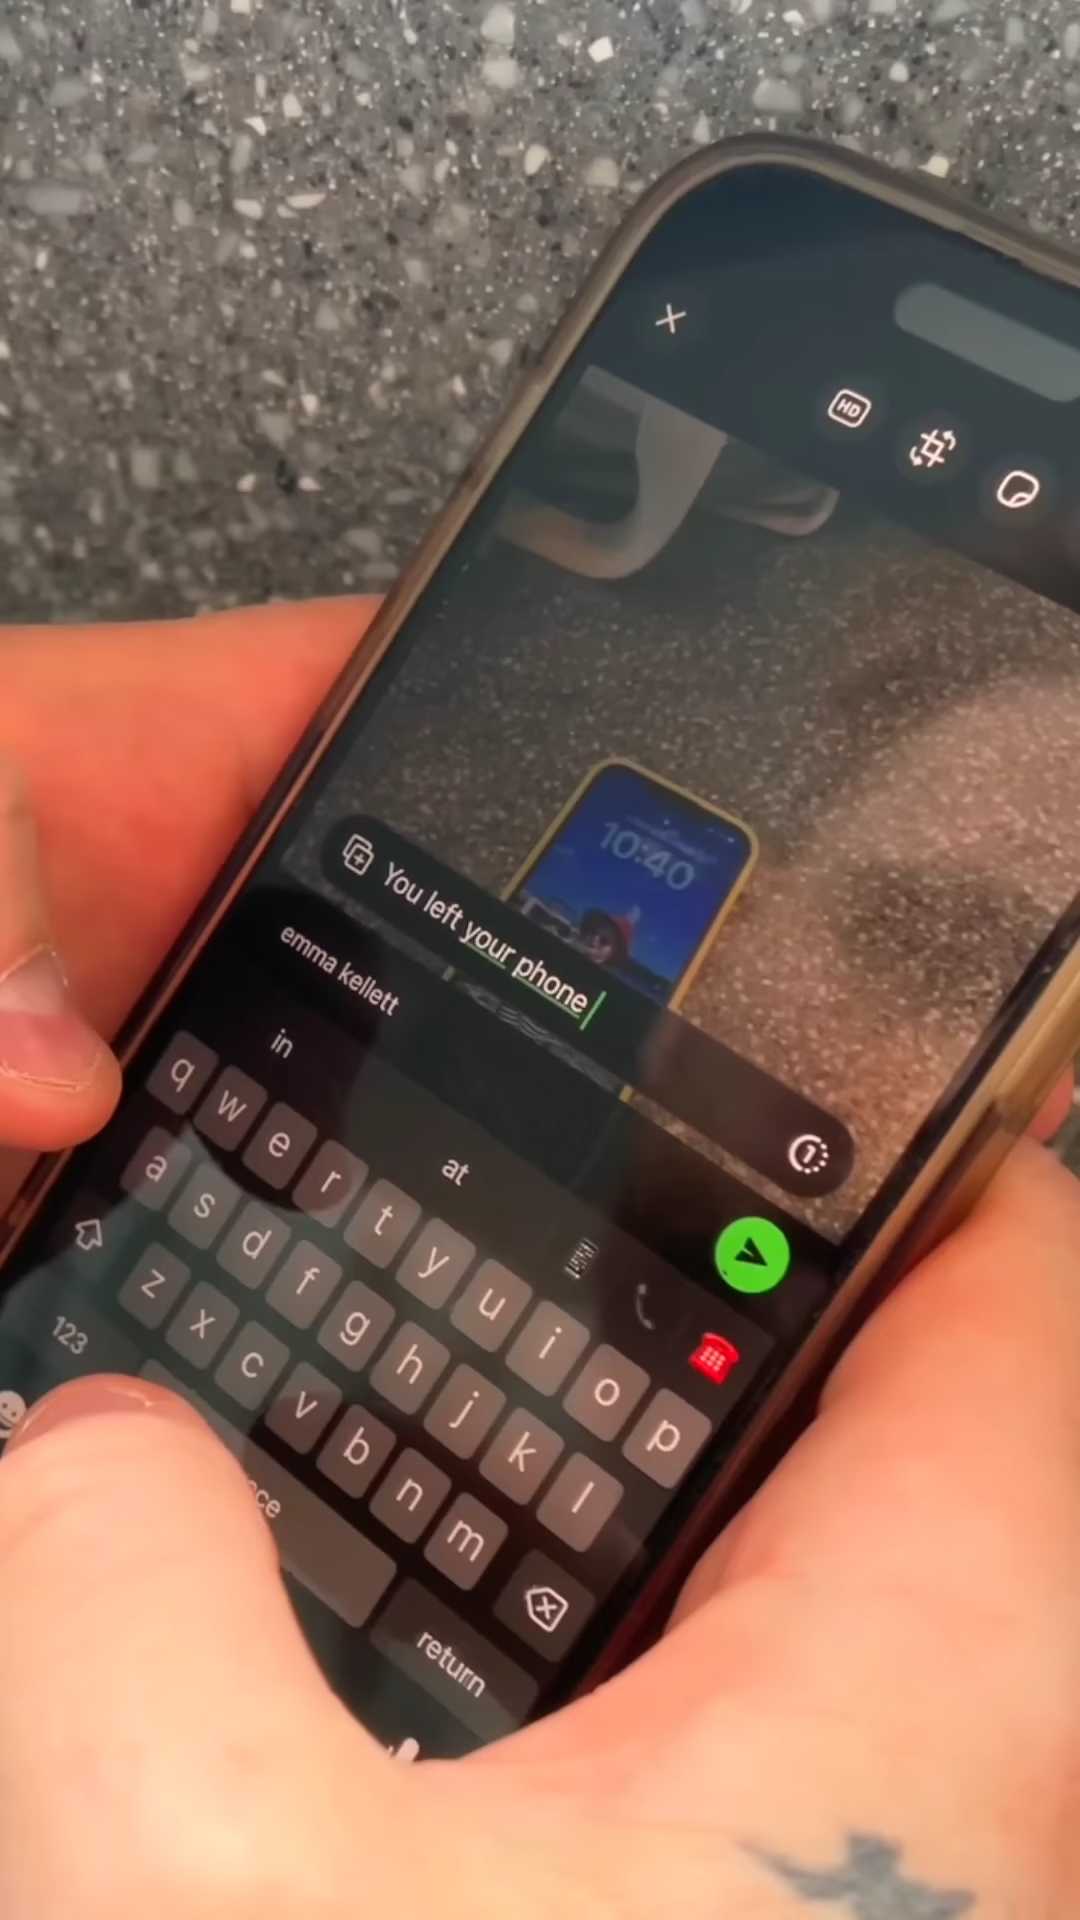 HD
10:40
You left your phone
emma kellett
in
at
q w e r t y u i o p
a s d f g h j k l
z x c v b n m
123
return